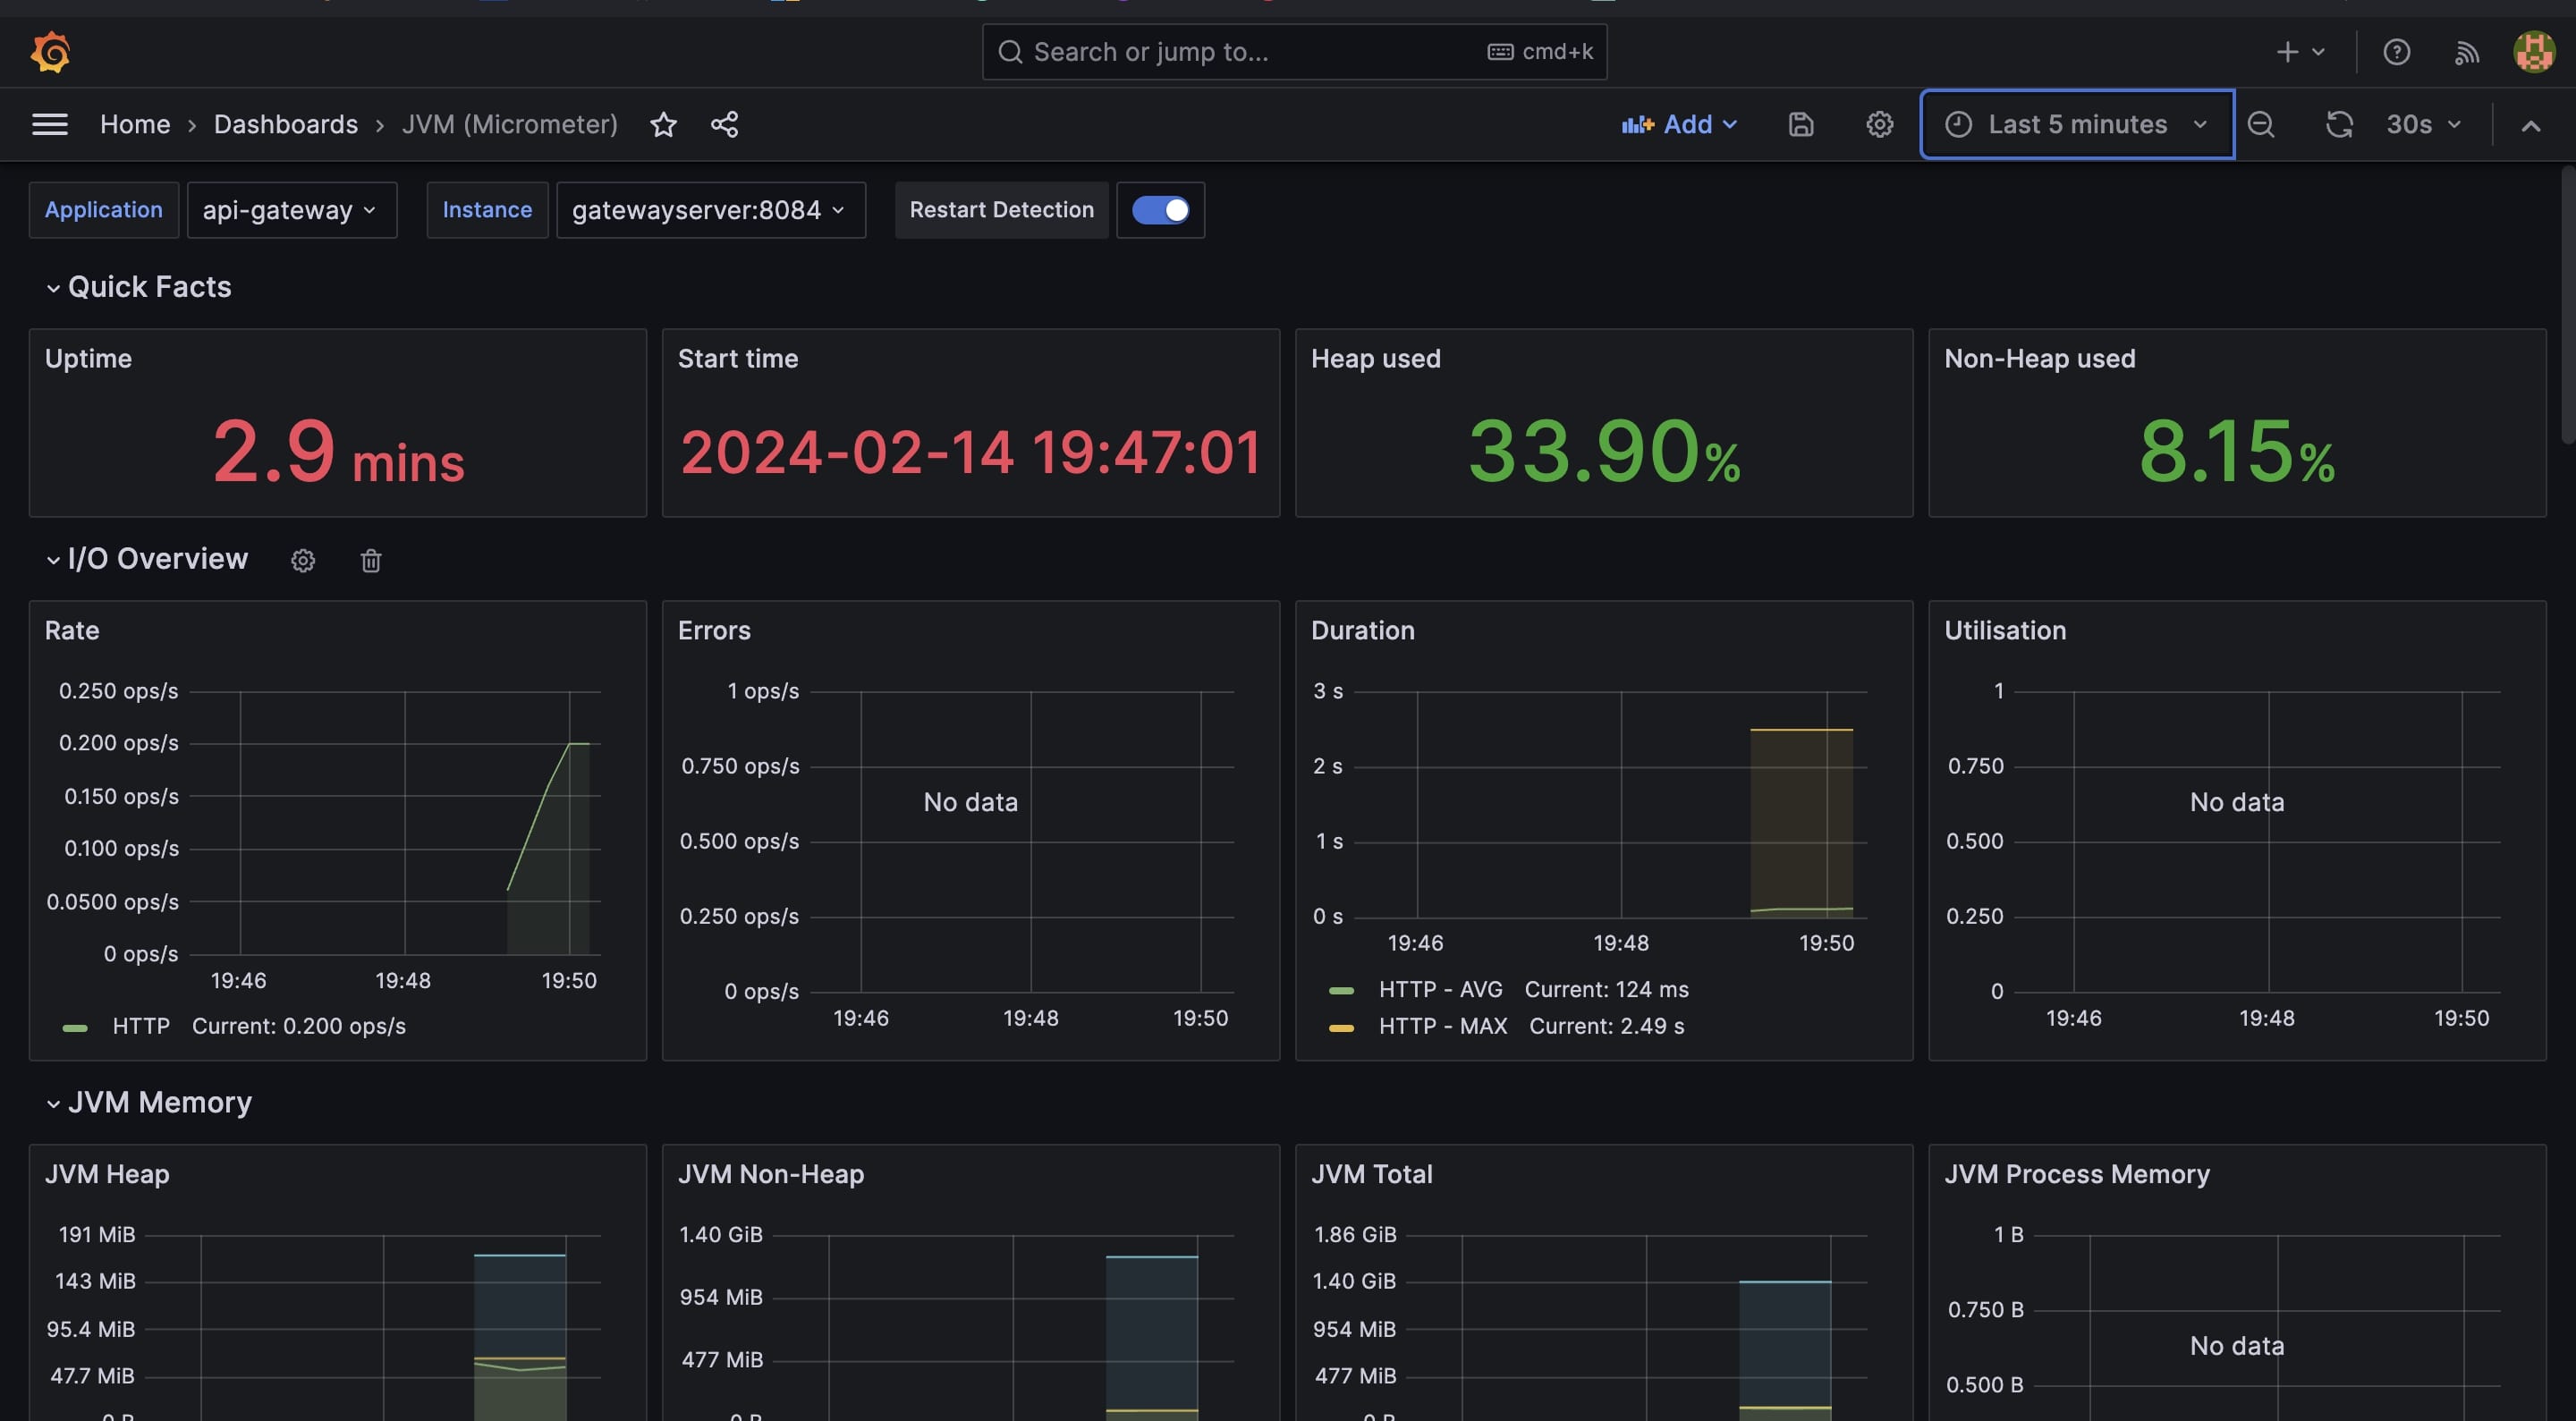 Search or jump to... cmd+k
Home › Dashboards › JVM (Micrometer) Add Last 5 minutes 30s
Application api-gateway Instance gatewayserver:8084 Restart Detection
Quick Facts
Uptime
2.9 mins
Start time
2024-02-14 19:47:01
Heap used
33.90%
Non-Heap used
8.15%
I/O Overview
Rate
0.250 ops/s
0.200 ops/s
0.150 ops/s
0.100 ops/s
0.0500 ops/s
0 ops/s
19:46 19:48 19:50
HTTP Current: 0.200 ops/s
Errors
1 ops/s
0.750 ops/s
No data
0.500 ops/s
0.250 ops/s
0 ops/s
19:46 19:48 19:50
Duration
3 s
2 s
1 s
0 s
19:46 19:48 19:50
HTTP - AVG Current: 124 ms
HTTP - MAX Current: 2.49 s
Utilisation
1
0.750
No data
0.500
0.250
0
19:46 19:48 19:50
JVM Memory
JVM Heap
191 MiB
143 MiB
95.4 MiB
47.7 MiB
0 B
JVM Non-Heap
1.40 GiB
954 MiB
477 MiB
0 B
JVM Total
1.86 GiB
1.40 GiB
954 MiB
477 MiB
0 B
JVM Process Memory
1 B
0.750 B
No data
0.500 B